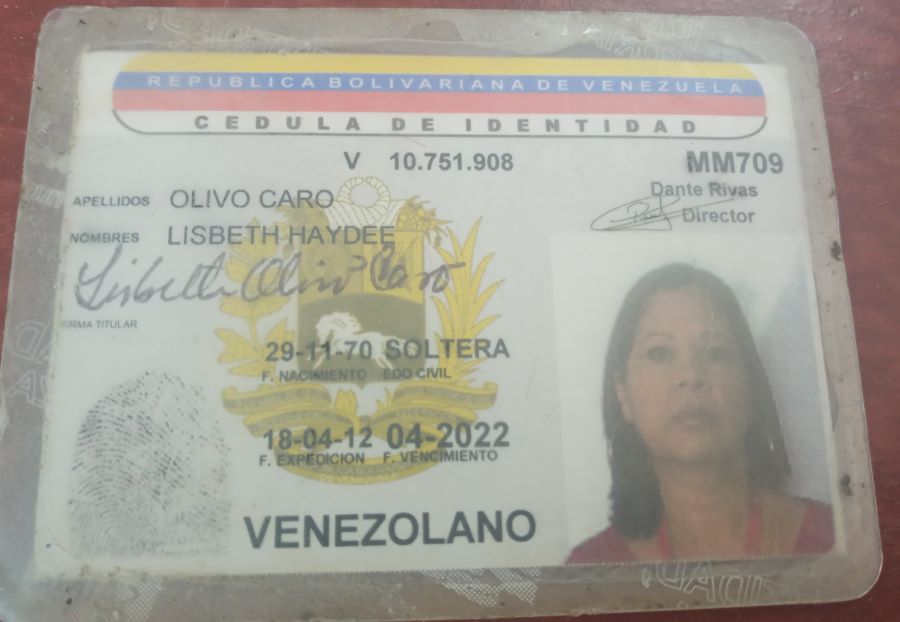 REPUBLICA BOLIVARIANA DE VENEZUELA
CEDULA DE IDENTIDAD
V 10.751.908 MM709
Dante Rivas
Director
APELLIDOS OLIVO CARO
NOMBRES LISBETH HAYDEE
Lisbeth Olivo Caro
FIRMA TITULAR
29-11-70 SOLTERA
F. NACIMIENTO EDO CIVIL
18-04-12 04-2022
F. EXPEDICION F. VENCIMIENTO
VENEZOLANO